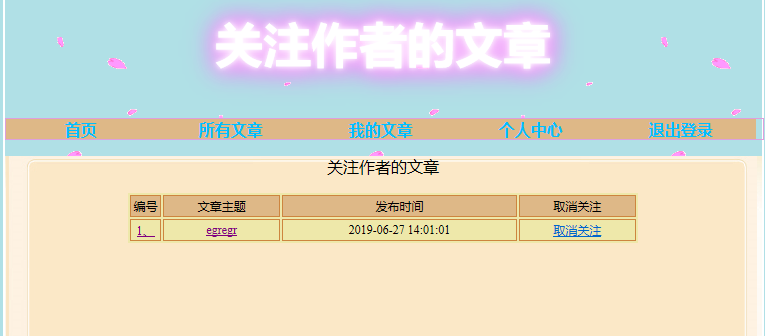 关注作者的文章
首页 所有文章 我的文章 个人中心 退出登录
关注作者的文章
编号 文章主题 发布时间 取消关注
1、 egregr 2019-06-27 14:01:01 取消关注